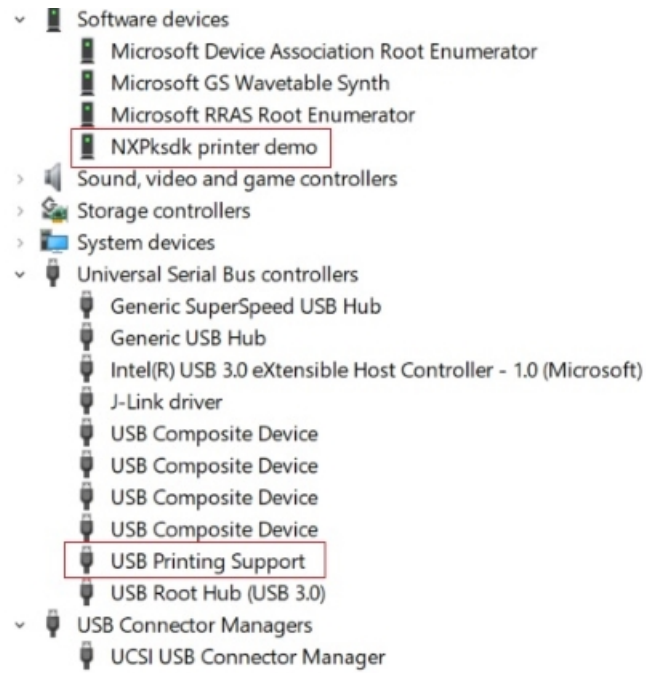 Software devices
Microsoft Device Association Root Enumerator
Microsoft GS Wavetable Synth
Microsoft RRAS Root Enumerator
NXPksdk printer demo
Sound, video and game controllers
Storage controllers
System devices
Universal Serial Bus controllers
Generic SuperSpeed USB Hub
Generic USB Hub
Intel(R) USB 3.0 eXtensible Host Controller - 1.0 (Microsoft)
J-Link driver
USB Composite Device
USB Composite Device
USB Composite Device
USB Composite Device
USB Printing Support
USB Root Hub (USB 3.0)
USB Connector Managers
UCSI USB Connector Manager